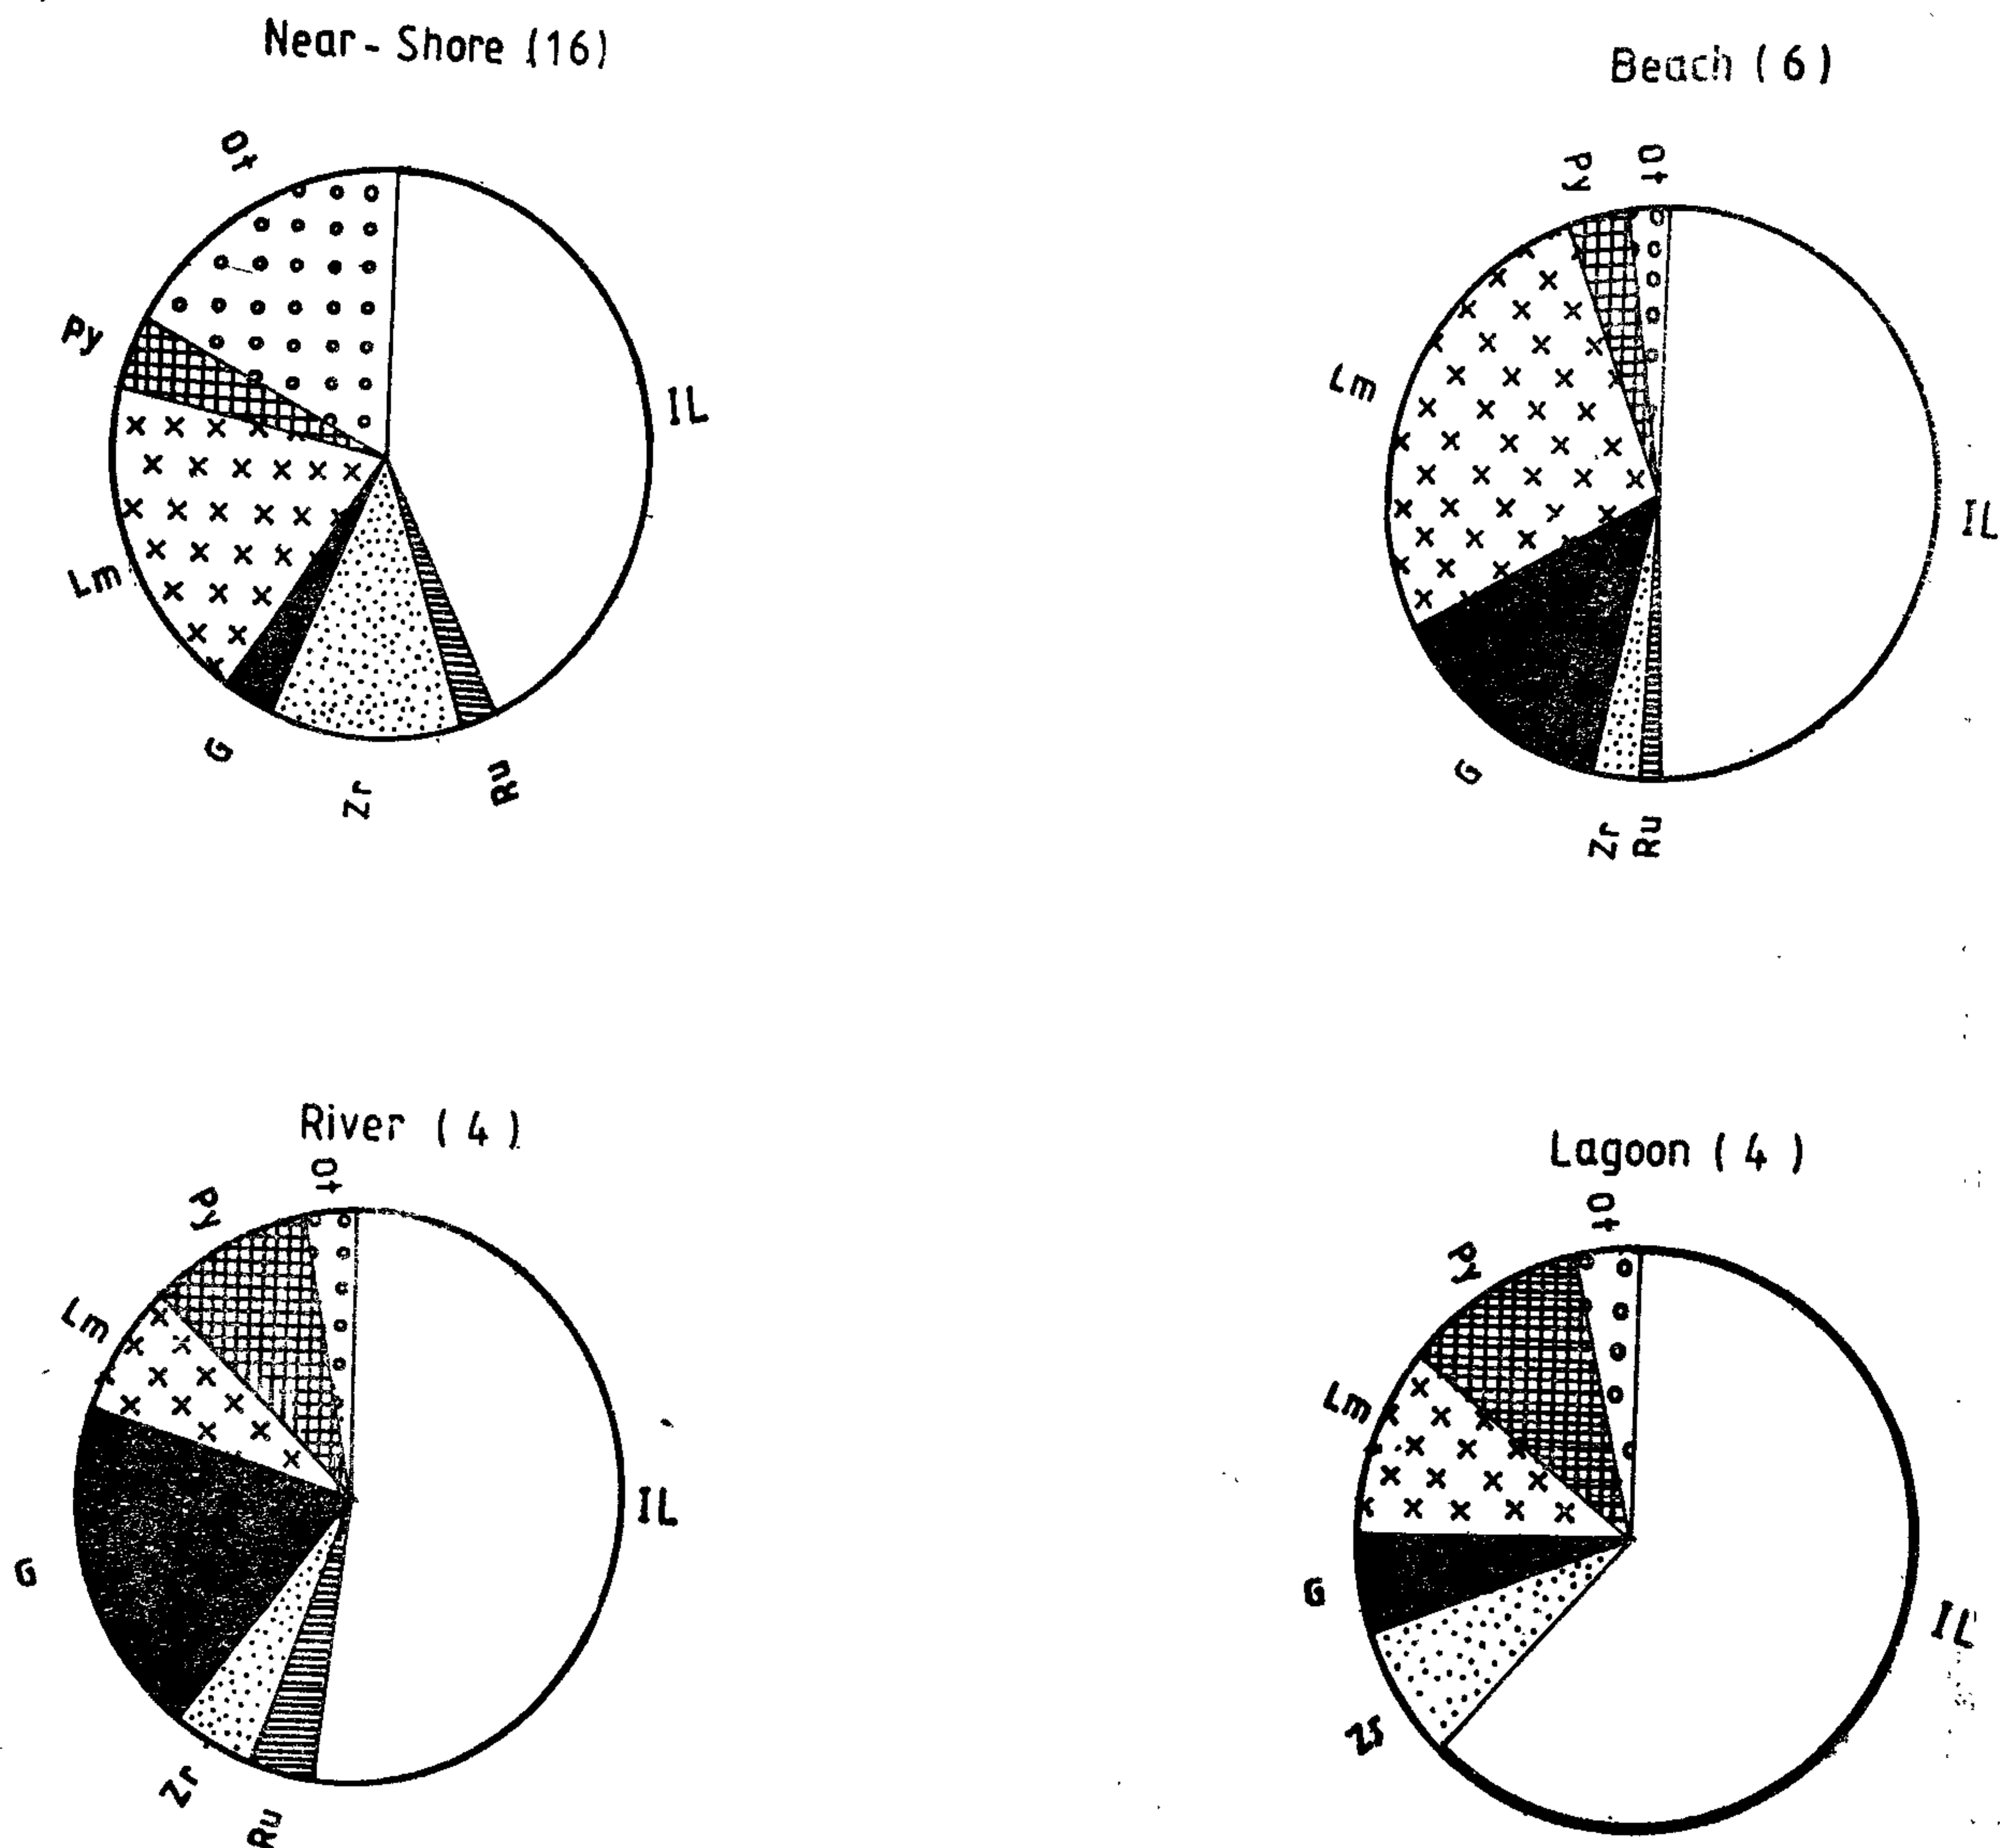 Near - Shore (16)
Ot
Py
IL
Lm
G
Zr
Ru
Beach (6)
Py
Ot
Lm
IL
G
Zr
Ru
River (4)
Ot
Py
Lm
IL
G
Zr
Ru
Lagoon (4)
Ot
Py
Lm
G
IL
Zr